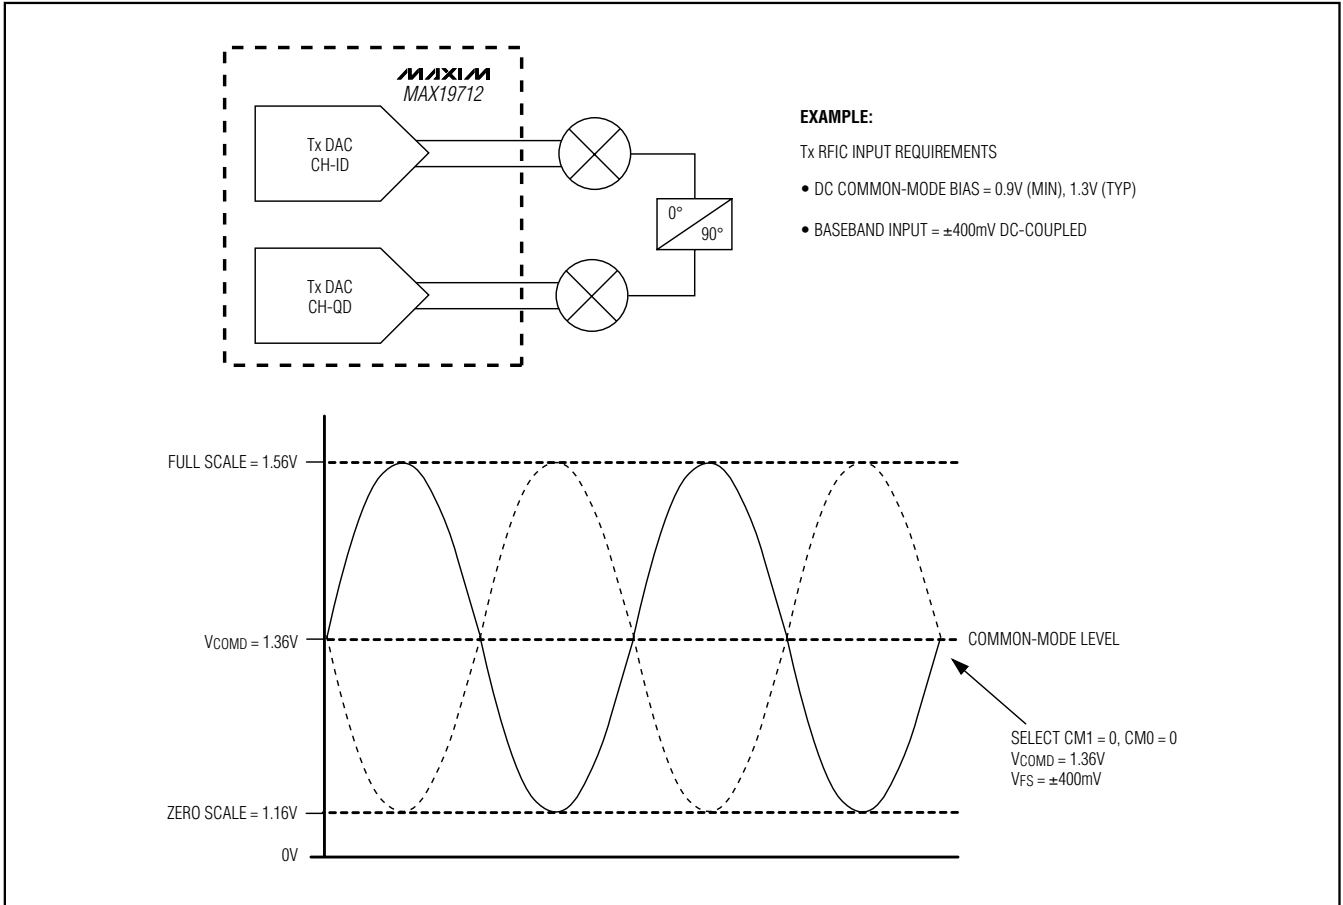 MAXIM
MAX19712
Tx DAC
CH-ID
Tx DAC
CH-QD
0°
90°
EXAMPLE:
Tx RFIC INPUT REQUIREMENTS
• DC COMMON-MODE BIAS = 0.9V (MIN), 1.3V (TYP)
• BASEBAND INPUT = ±400mV DC-COUPLED
FULL SCALE = 1.56V
VCOMD = 1.36V
COMMON-MODE LEVEL
SELECT CM1 = 0, CM0 = 0
VCOMD = 1.36V
VFS = ±400mV
ZERO SCALE = 1.16V
0V